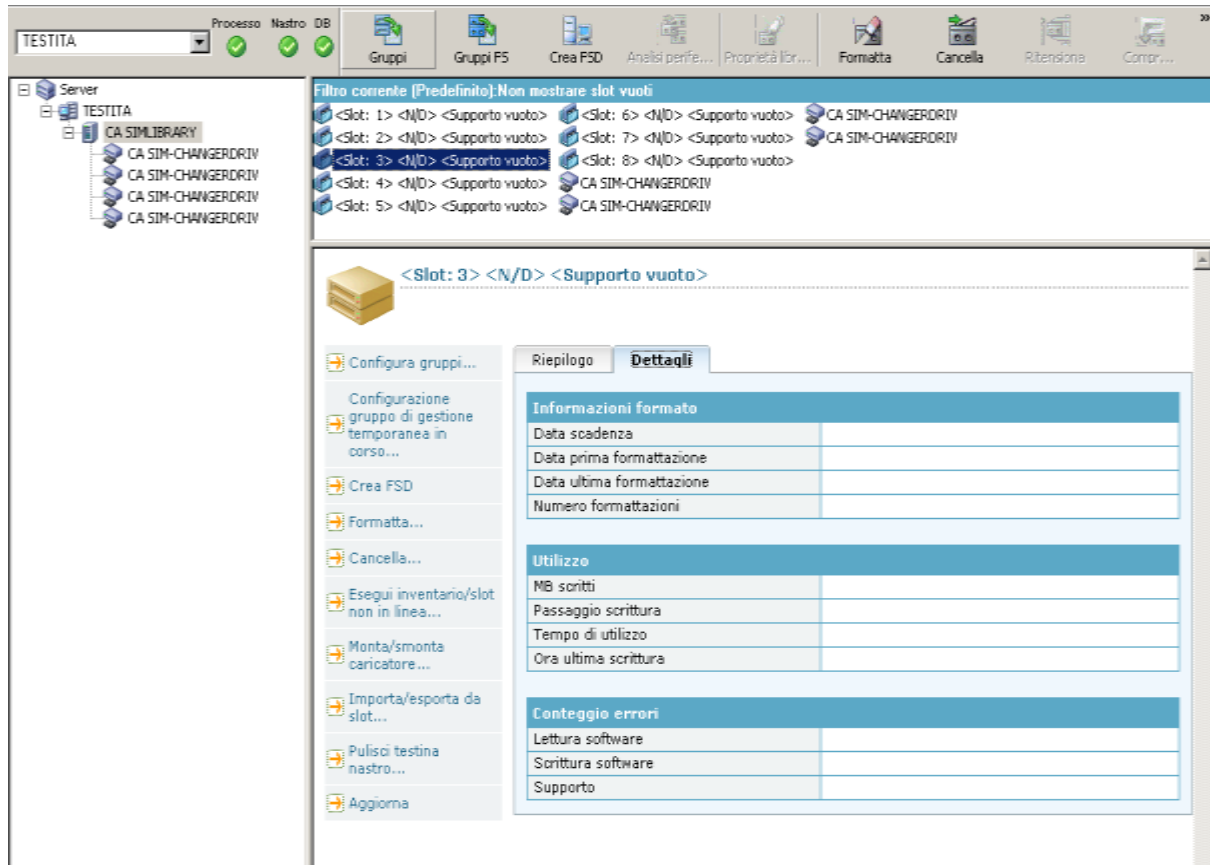 Processo Nastro DB
TESTITA
Gruppi
Gruppi FS
Crea FSD
Analisi perife...
Proprietà libr...
Formatta
Cancella
Ritensiona
Compr...
»
Server
TESTITA
CA SIMLIBRARY
CA SIM-CHANGERDRIV
CA SIM-CHANGERDRIV
CA SIM-CHANGERDRIV
CA SIM-CHANGERDRIV
Filtro corrente (Predefinito):Non mostrare slot vuoti
<Slot: 1> <N/D> <Supporto vuoto> <Slot: 6> <N/D> <Supporto vuoto> CA SIM-CHANGERDRIV
<Slot: 2> <N/D> <Supporto vuoto> <Slot: 7> <N/D> <Supporto vuoto> CA SIM-CHANGERDRIV
<Slot: 3> <N/D> <Supporto vuoto> <Slot: 8> <N/D> <Supporto vuoto>
<Slot: 4> <N/D> <Supporto vuoto> CA SIM-CHANGERDRIV
<Slot: 5> <N/D> <Supporto vuoto> CA SIM-CHANGERDRIV
<Slot: 3> <N/D> <Supporto vuoto>
Configura gruppi...
Configurazione
gruppo di gestione
temporanea in
corso...
Crea FSD
Formatta...
Cancella...
Esegui inventario/slot
non in linea...
Monta/smonta
caricatore...
Importa/esporta da
slot...
Pulisci testina
nastro...
Aggiorna
Riepilogo
Dettagli
Informazioni formato
Data scadenza
Data prima formattazione
Data ultima formattazione
Numero formattazioni
Utilizzo
MB scritti
Passaggio scrittura
Tempo di utilizzo
Ora ultima scrittura
Conteggio errori
Lettura software
Scrittura software
Supporto